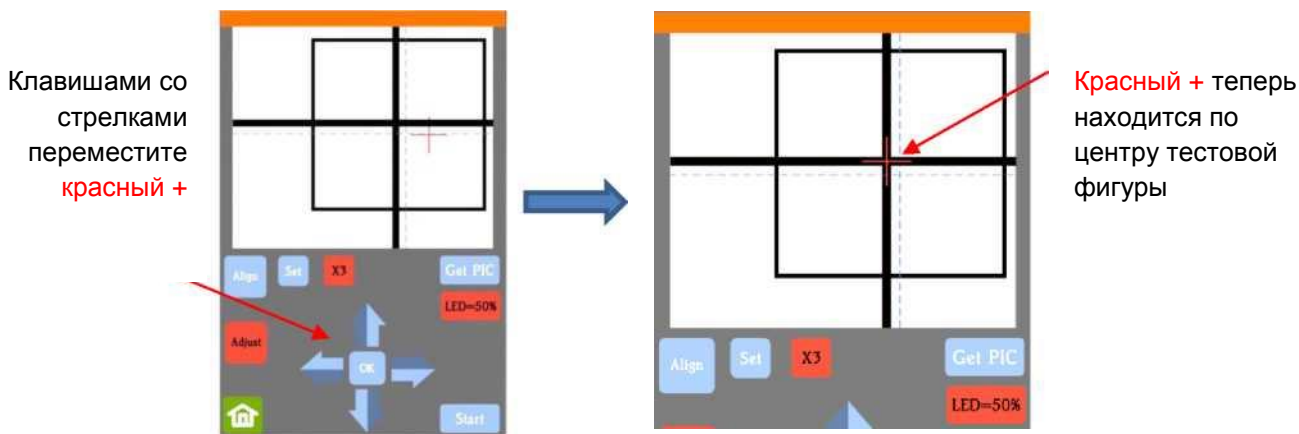 Клавишами со
стрелками
переместите
красный +
Align
Set
X3
Get PIC
LED=50%
Adjust
OK
Start
Красный + теперь
находится по
центру тестовой
фигуры
Align
Set
X3
Get PIC
LED=50%